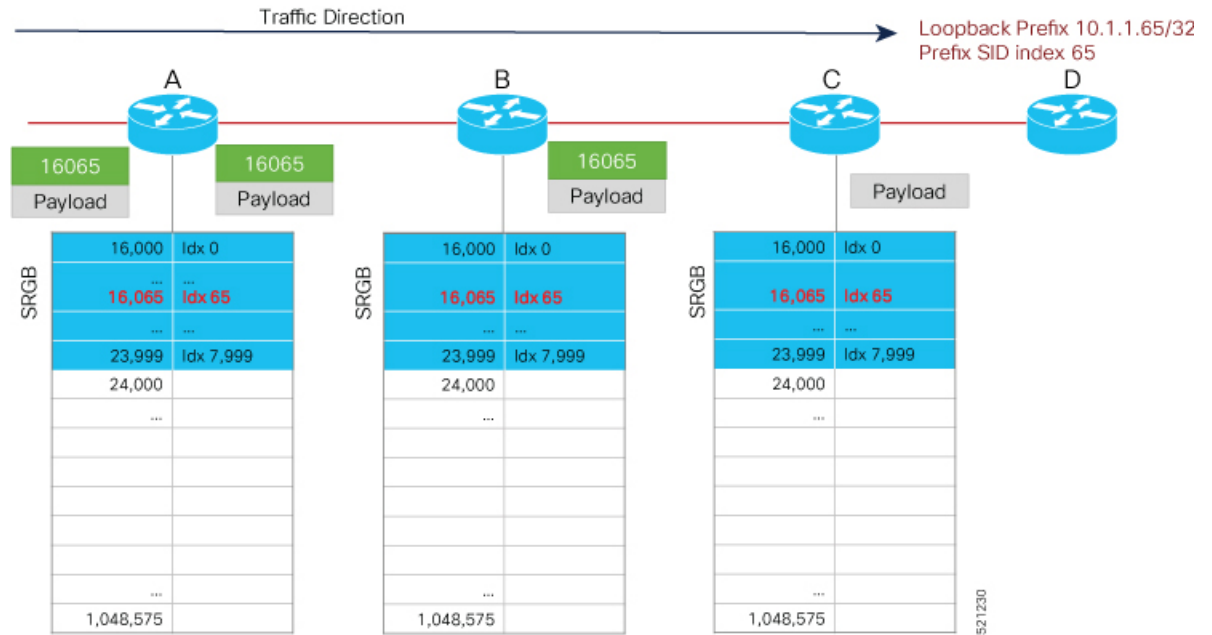 Traffic Direction
Loopback Prefix 10.1.1.65/32
Prefix SID index 65
A
B
C
D
16065
Payload
16065
Payload
16065
Payload
Payload
SRGB
16,000 Idx 0
... ...
16,065 Idx 65
... ...
23,999 Idx 7,999
24,000
...
...
1,048,575
SRGB
16,000 Idx 0
16,065 Idx 65
... ...
23,999 Idx 7,999
24,000
...
...
1,048,575
SRGB
16,000 Idx 0
16,065 Idx 65
... ...
23,999 Idx 7,999
24,000
...
...
1,048,575
521230